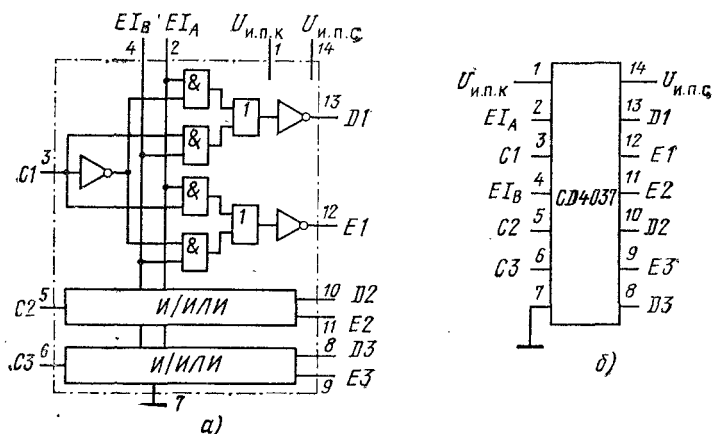 EI_B EI_A U_и.п.к U_и.п.с
4 2 1 14
&
1
13 D1
&
3
C1
&
1
12 E1
&
5
C2
И/ИЛИ
10 D2
11 E2
6
C3
И/ИЛИ
8 D3
9 E3
7
а)
U_и.п.к 1 14 U_и.п.с
EI_A 2 13 D1
C1 3 12 E1
EI_B 4 11 E2
CD4037
C2 5 10 D2
C3 6 9 E3
7 8 D3
б)